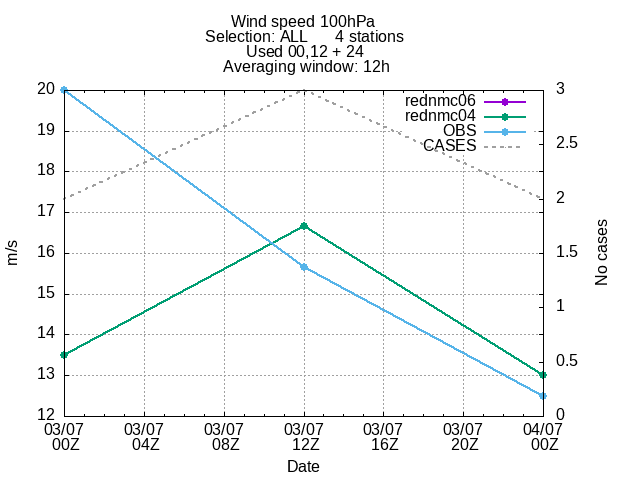 Wind speed 100hPa
Selection: ALL 4 stations
Used 00,12 + 24
Averaging window: 12h
rednmc06
rednmc04
OBS
CASES
20
19
18
17
16
15
14
13
12
m/s
3
2.5
2
1.5
1
0.5
0
No cases
03/07 03/07 03/07 03/07 03/07 03/07 04/07
00Z 04Z 08Z 12Z 16Z 20Z 00Z
Date